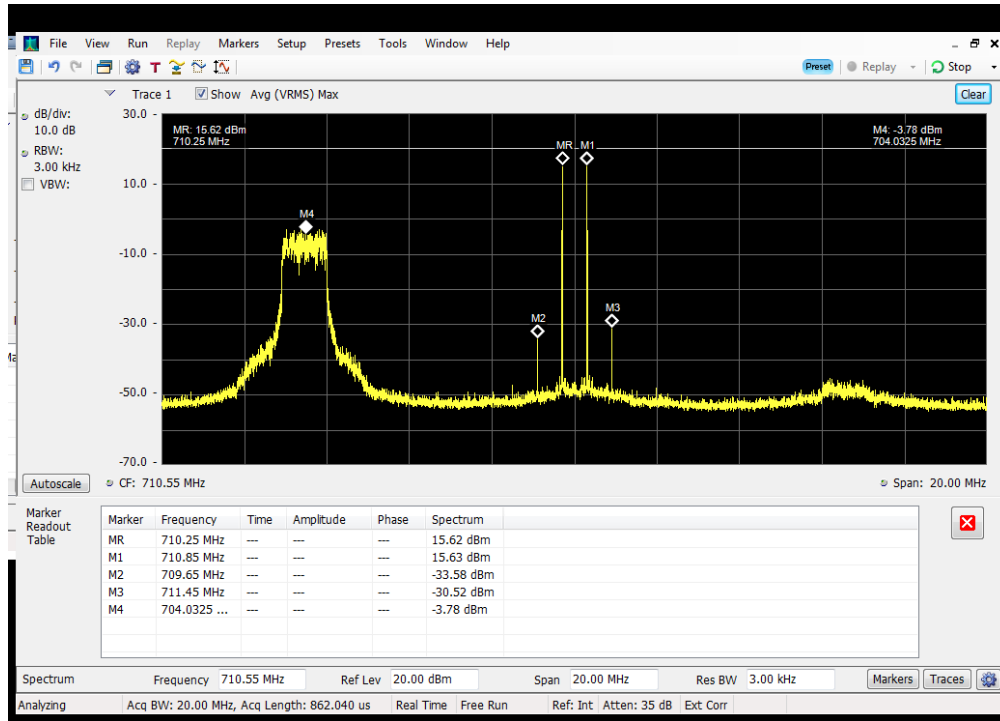 File View Run Replay Markers Setup Presets Tools Window Help
T Preset Replay Stop
Trace 1 Show Avg (VRMS) Max Clear
dB/div:
10.0 dB
RBW:
3.00 kHz
VBW:
30.0
10.0
-10.0
-30.0
-50.0
-70.0
MR: 15.62 dBm
710.25 MHz
M4: -3.78 dBm
704.0325 MHz
MR M1
M4
M2
M3
Autoscale CF: 710.55 MHz Span: 20.00 MHz
Marker
Readout
Table
Marker Frequency Time Amplitude Phase Spectrum
MR 710.25 MHz --- --- --- 15.62 dBm
M1 710.85 MHz --- --- --- 15.63 dBm
M2 709.65 MHz --- --- --- -33.58 dBm
M3 711.45 MHz --- --- --- -30.52 dBm
M4 704.0325 ... --- --- --- -3.78 dBm
Spectrum Frequency 710.55 MHz Ref Lev 20.00 dBm Span 20.00 MHz Res BW 3.00 kHz Markers Traces
Analyzing Acq BW: 20.00 MHz, Acq Length: 862.040 us Real Time Free Run Ref: Int Atten: 35 dB Ext Corr